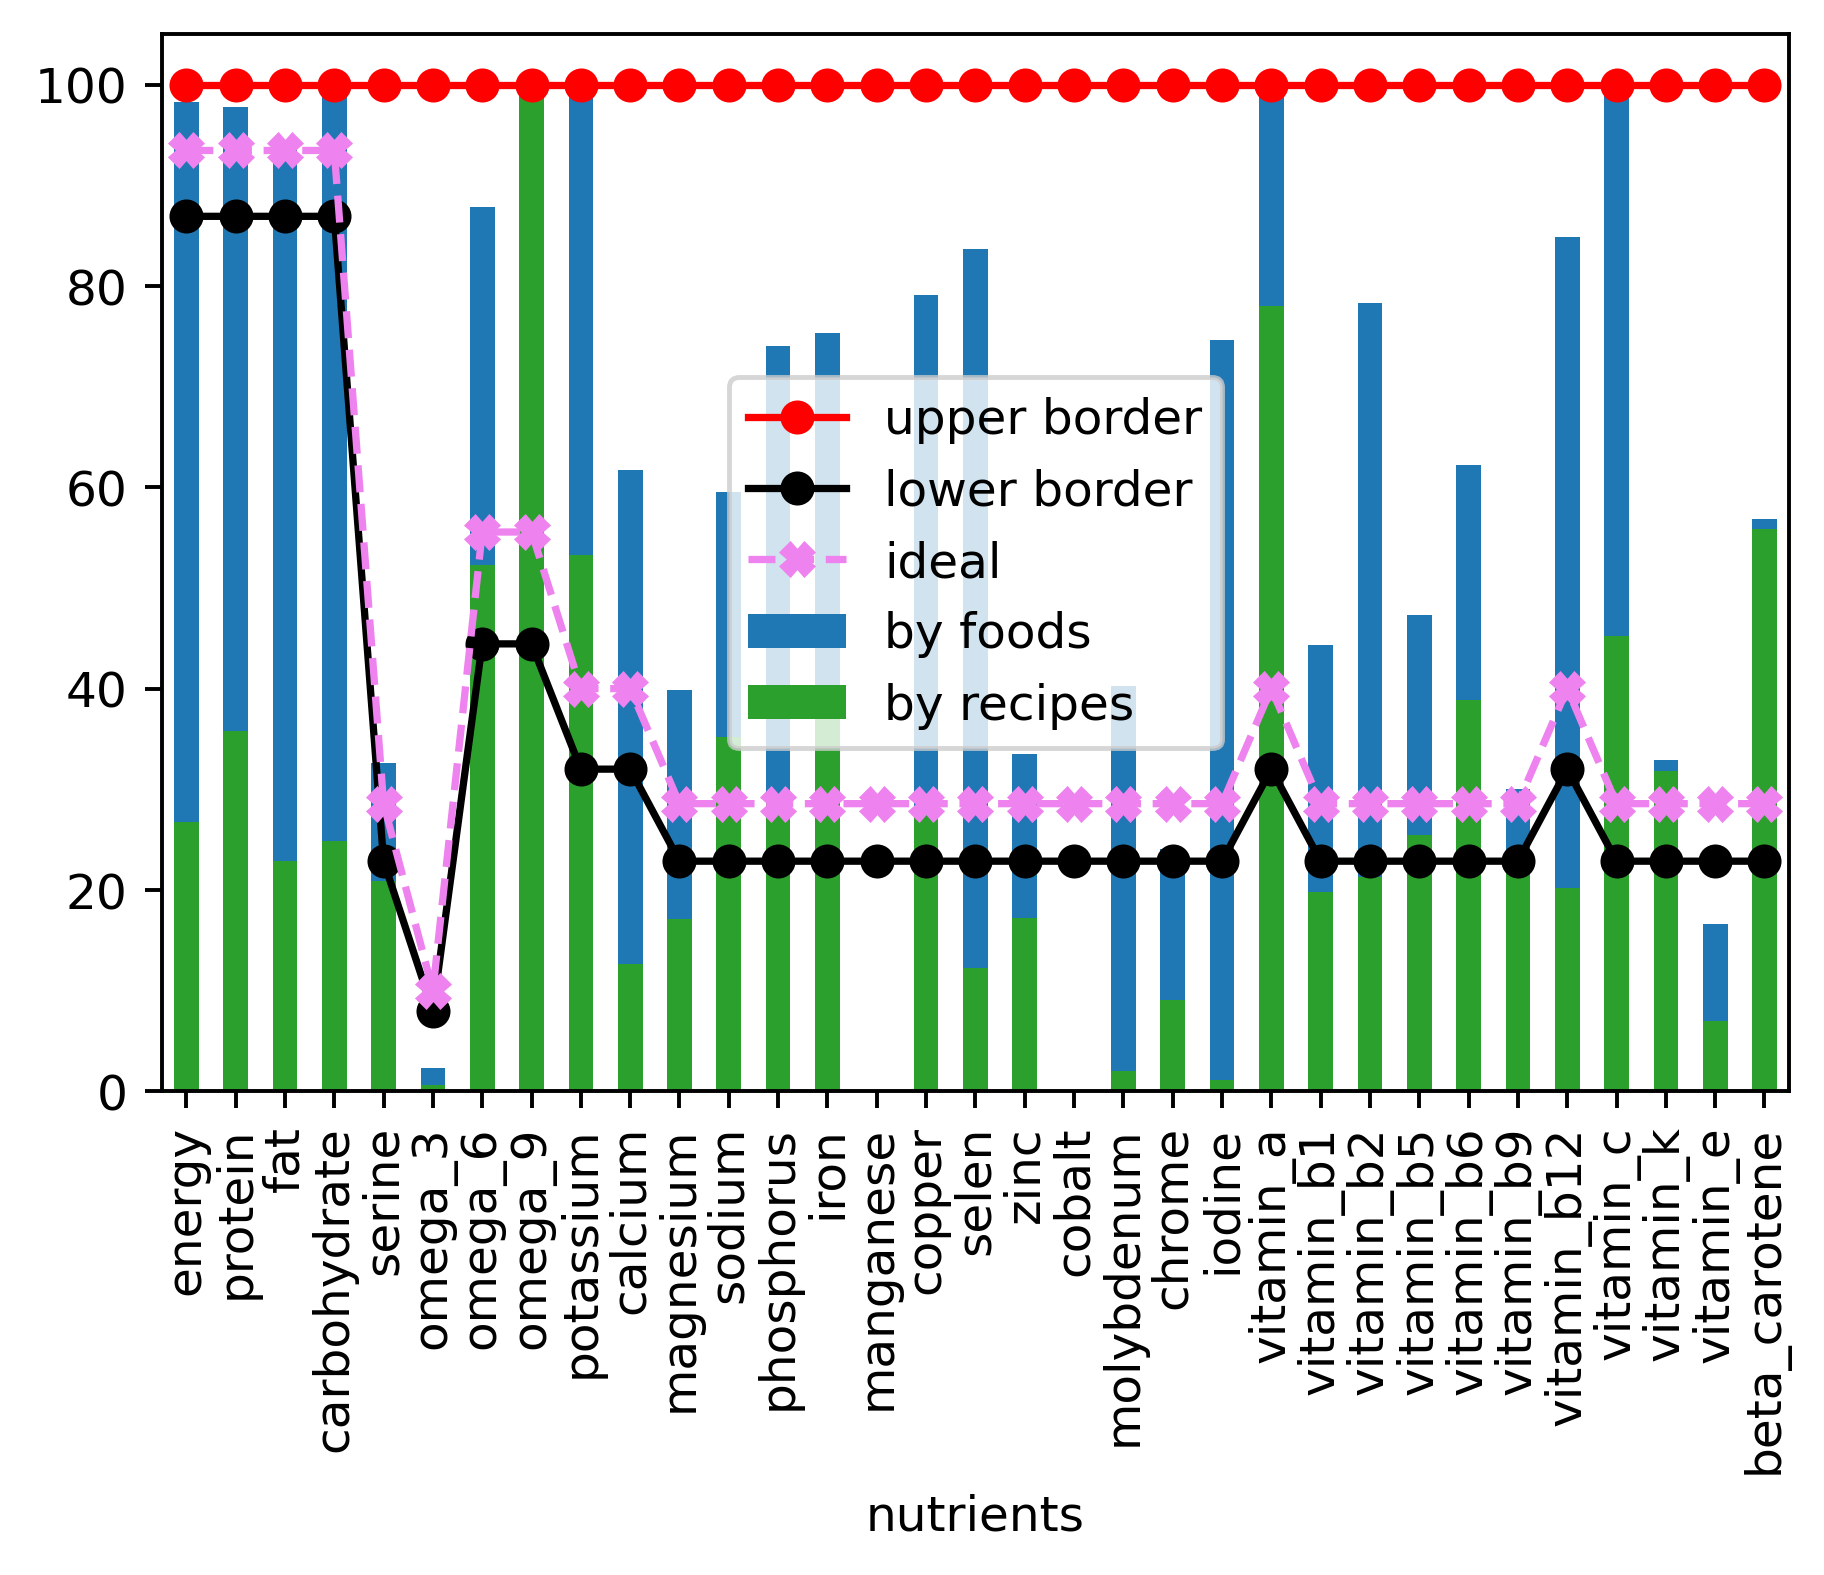 100
80
60
40
20
0
upper border
lower border
ideal
by foods
by recipes
energy
protein
fat
carbohydrate
serine
omega_3
omega_6
omega_9
potassium
calcium
magnesium
sodium
phosphorus
iron
manganese
copper
selen
zinc
cobalt
molybdenum
chrome
iodine
vitamin_a
vitamin_b1
vitamin_b2
vitamin_b5
vitamin_b6
vitamin_b9
vitamin_b12
vitamin_c
vitamin_k
vitamin_e
beta_carotene
nutrients